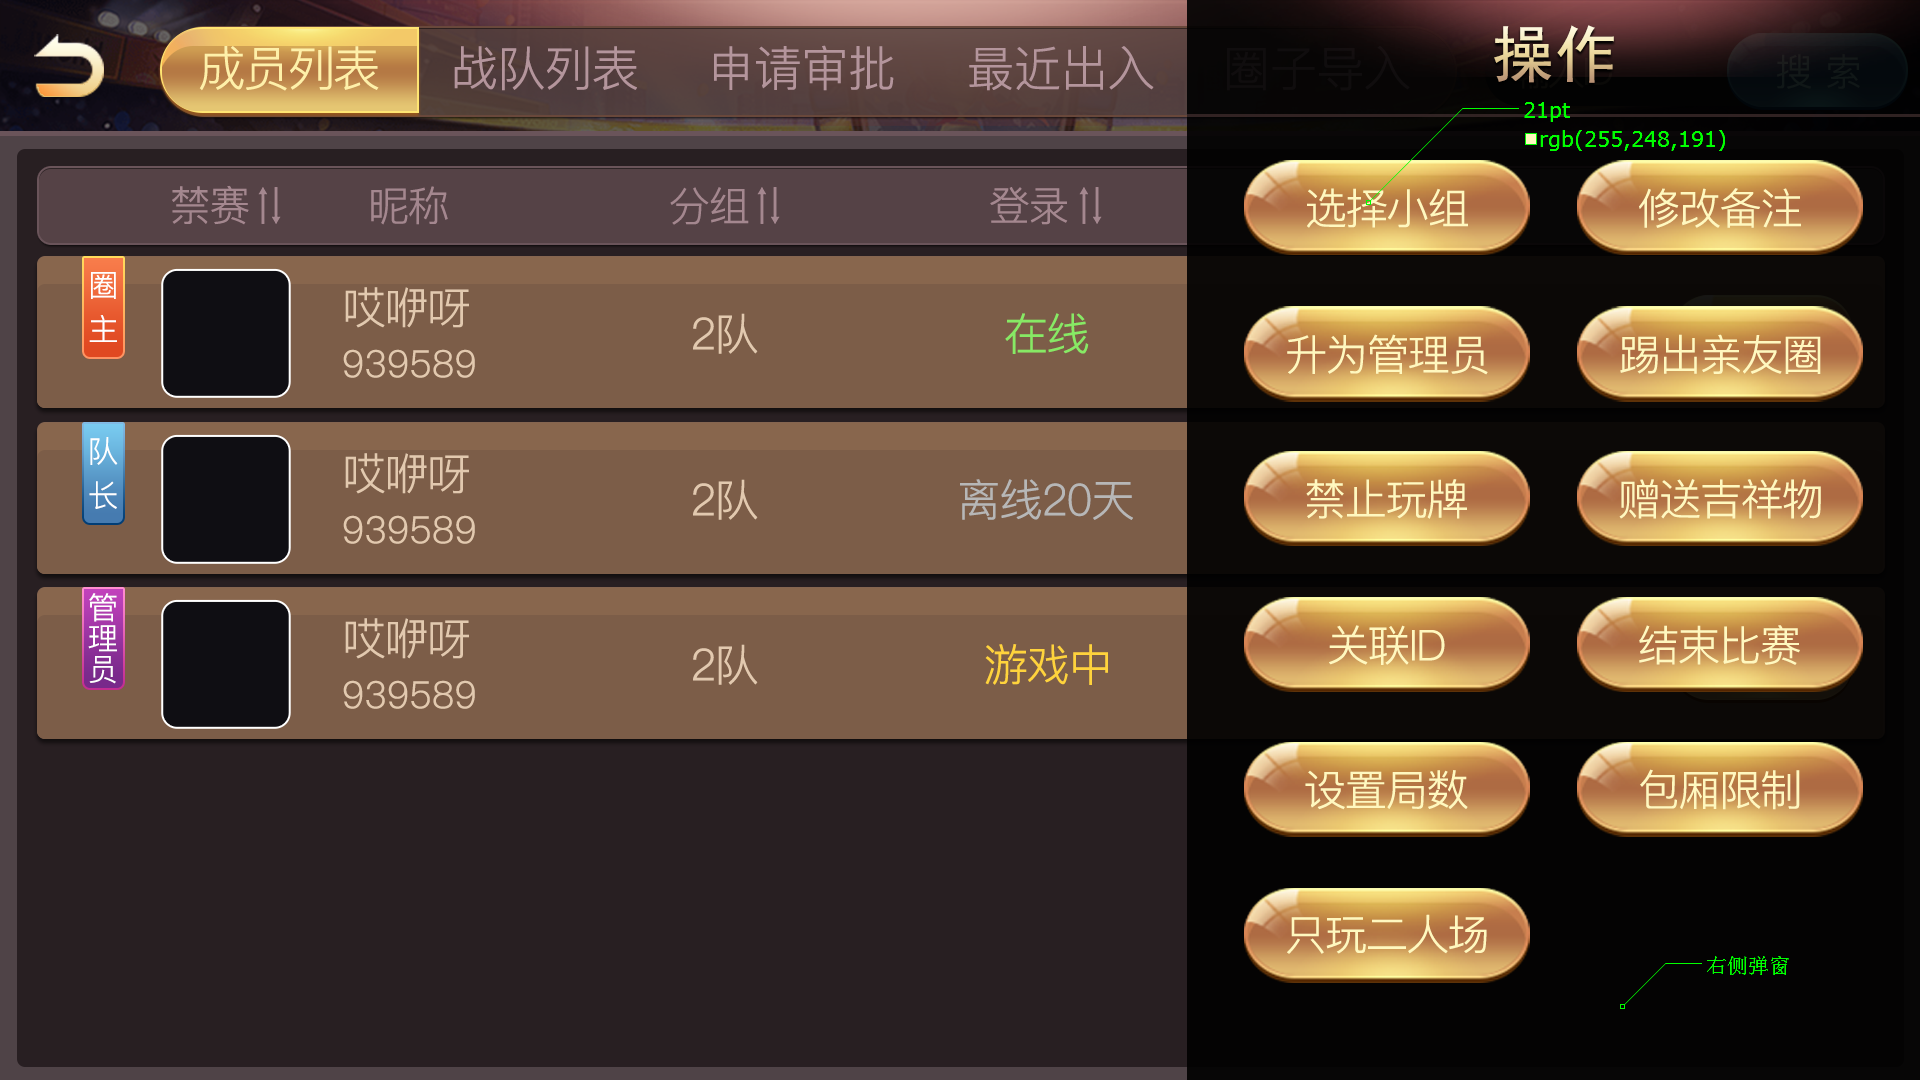 成员列表 战队列表 申请审批 最近出入 圈子导入 操作 搜索
21pt
rgb(255,248,191)
禁赛 昵称 分组 登录
圈主 哎咿呀 2队 在线
939589
队长 哎咿呀 2队 离线20天
939589
管理员 哎咿呀 2队 游戏中
939589
选择小组 修改备注
升为管理员 踢出亲友圈
禁止玩牌 赠送吉祥物
关联ID 结束比赛
设置局数 包厢限制
只玩二人场
右侧弹窗